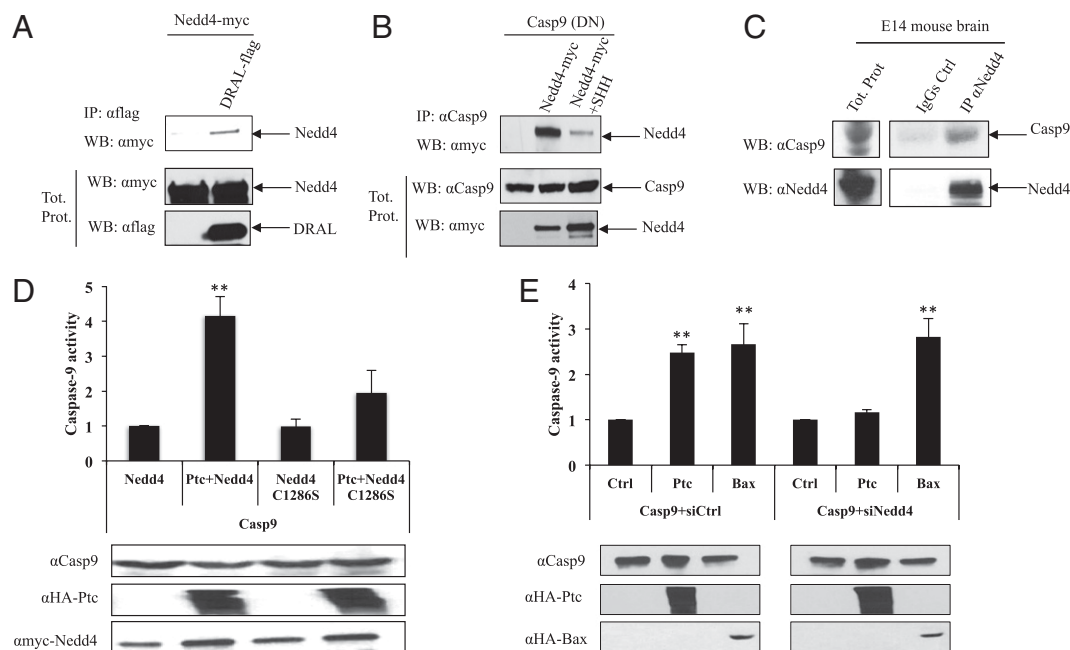 A
Nedd4-myc
DRAL-flag
IP: αflag
WB: αmyc
Nedd4
Tot.
Prot.
WB: αmyc
Nedd4
WB: αflag
DRAL
B
Casp9 (DN)
Nedd4-myc
Nedd4-myc
+SHH
IP: αCasp9
WB: αmyc
Nedd4
Tot.
Prot.
WB: αCasp9
Casp9
WB: αmyc
Nedd4
C
E14 mouse brain
Tot. Prot
IgGs Ctrl
IP αNedd4
WB: αCasp9
Casp9
WB: αNedd4
Nedd4
D
Caspase-9 activity
5
4
3
2
1
0
**
Nedd4
Ptc+Nedd4
Nedd4
C1286S
Ptc+Nedd4
C1286S
Casp9
αCasp9
αHA-Ptc
αmyc-Nedd4
E
Caspase-9 activity
4
3
2
1
0
**
**
**
Ctrl
Ptc
Bax
Ctrl
Ptc
Bax
Casp9+siCtrl
Casp9+siNedd4
αCasp9
αHA-Ptc
αHA-Bax